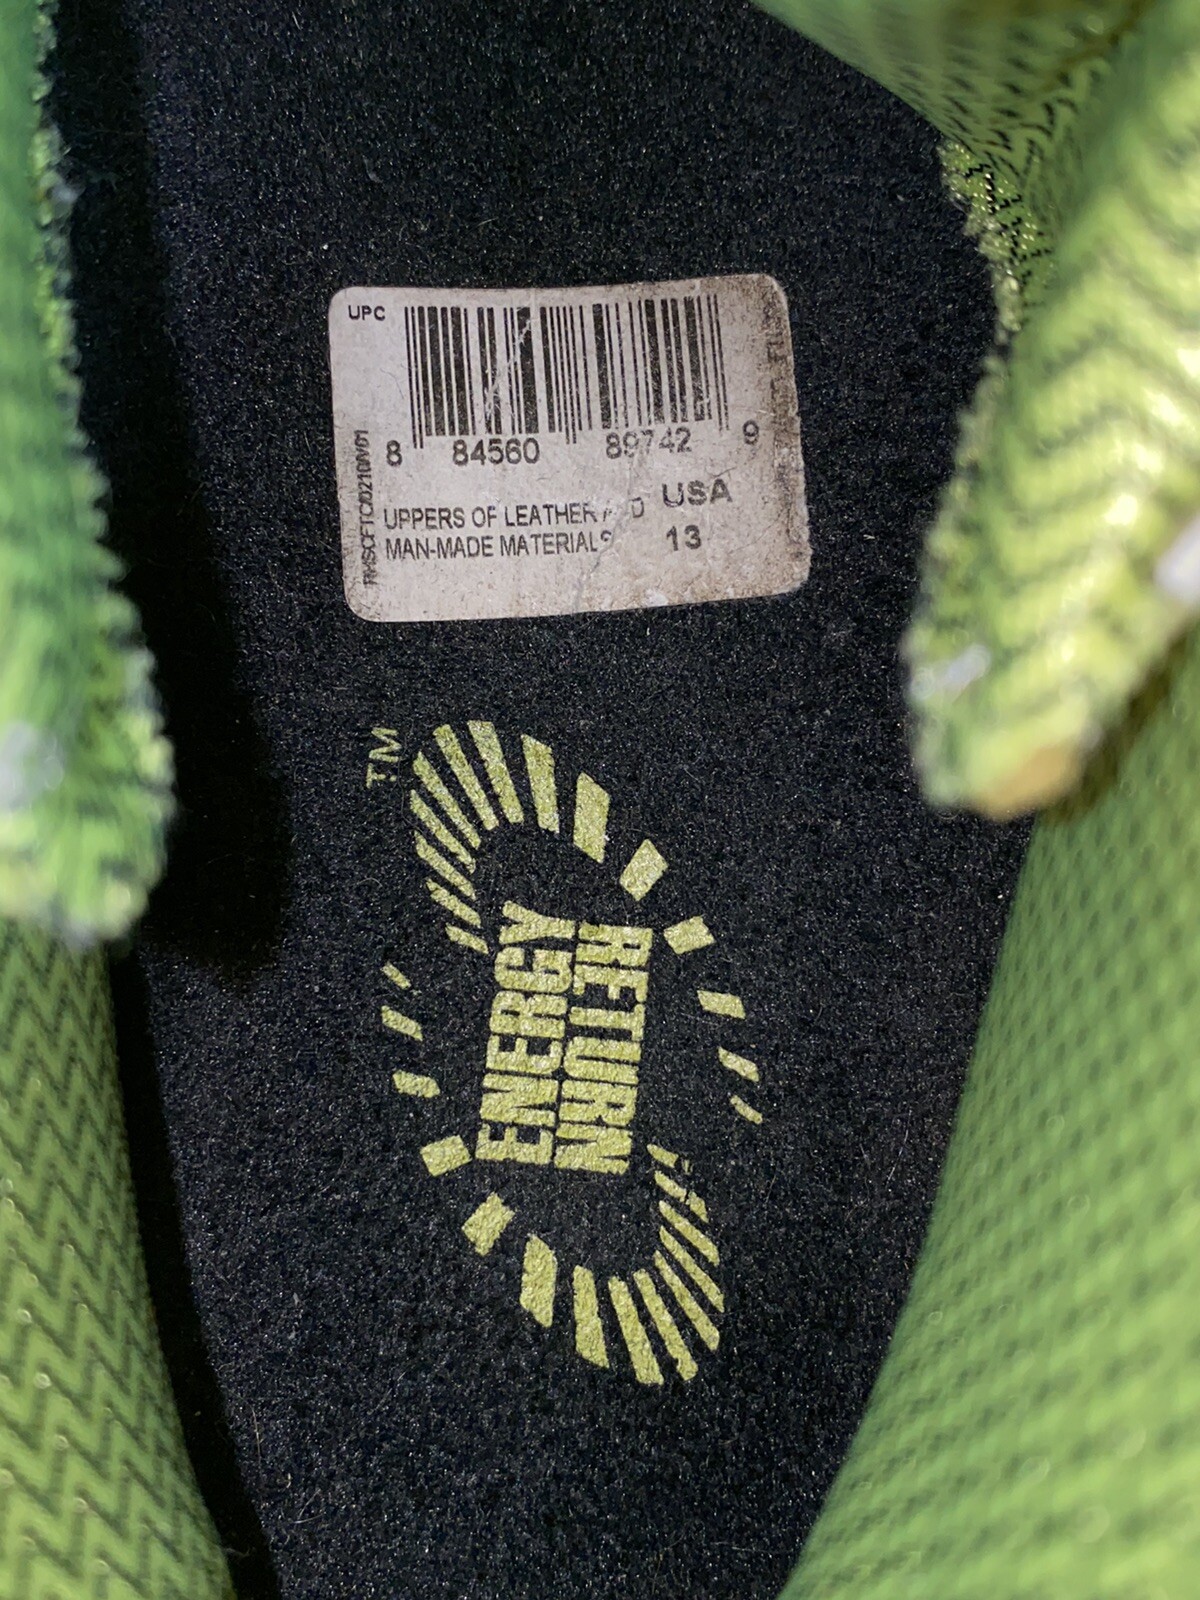 UPC
8 84560 89742 9
UPPERS OF LEATHER USA
MAN-MADE MATERIALS 13
TM
ENERGY
RETURN